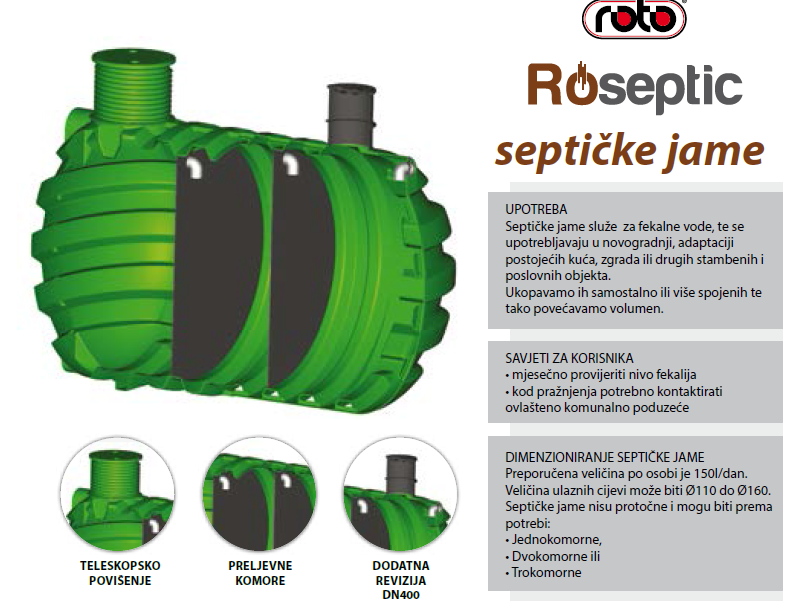 roto
Roseptic
septičke jame
UPOTREBA
Septičke jame služe za fekalne vode, te se
upotrebljavaju u novogradnji, adaptaciji
postojećih kuća, zgrada ili drugih stambenih i
poslovnih objekta.
Ukopavamo ih samostalno ili više spojenih te
tako povećavamo volumen.
SAVJETI ZA KORISNIKA
• mjesečno provijeriti nivo fekalija
• kod pražnjenja potrebno kontaktirati
ovlašteno komunalno poduzeće
DIMENZIONIRANJE SEPTIČKE JAME
Preporučena veličina po osobi je 150l/dan.
Veličina ulaznih cijevi može biti Ø110 do Ø160.
Septičke jame nisu protočne i mogu biti prema
potrebi:
• Jednokomorne,
• Dvokomorne ili
• Trokomorne
TELESKOPSKO
POVIŠENJE
PRELJEVNE
KOMORE
DODATNA
REVIZIJA
DN400